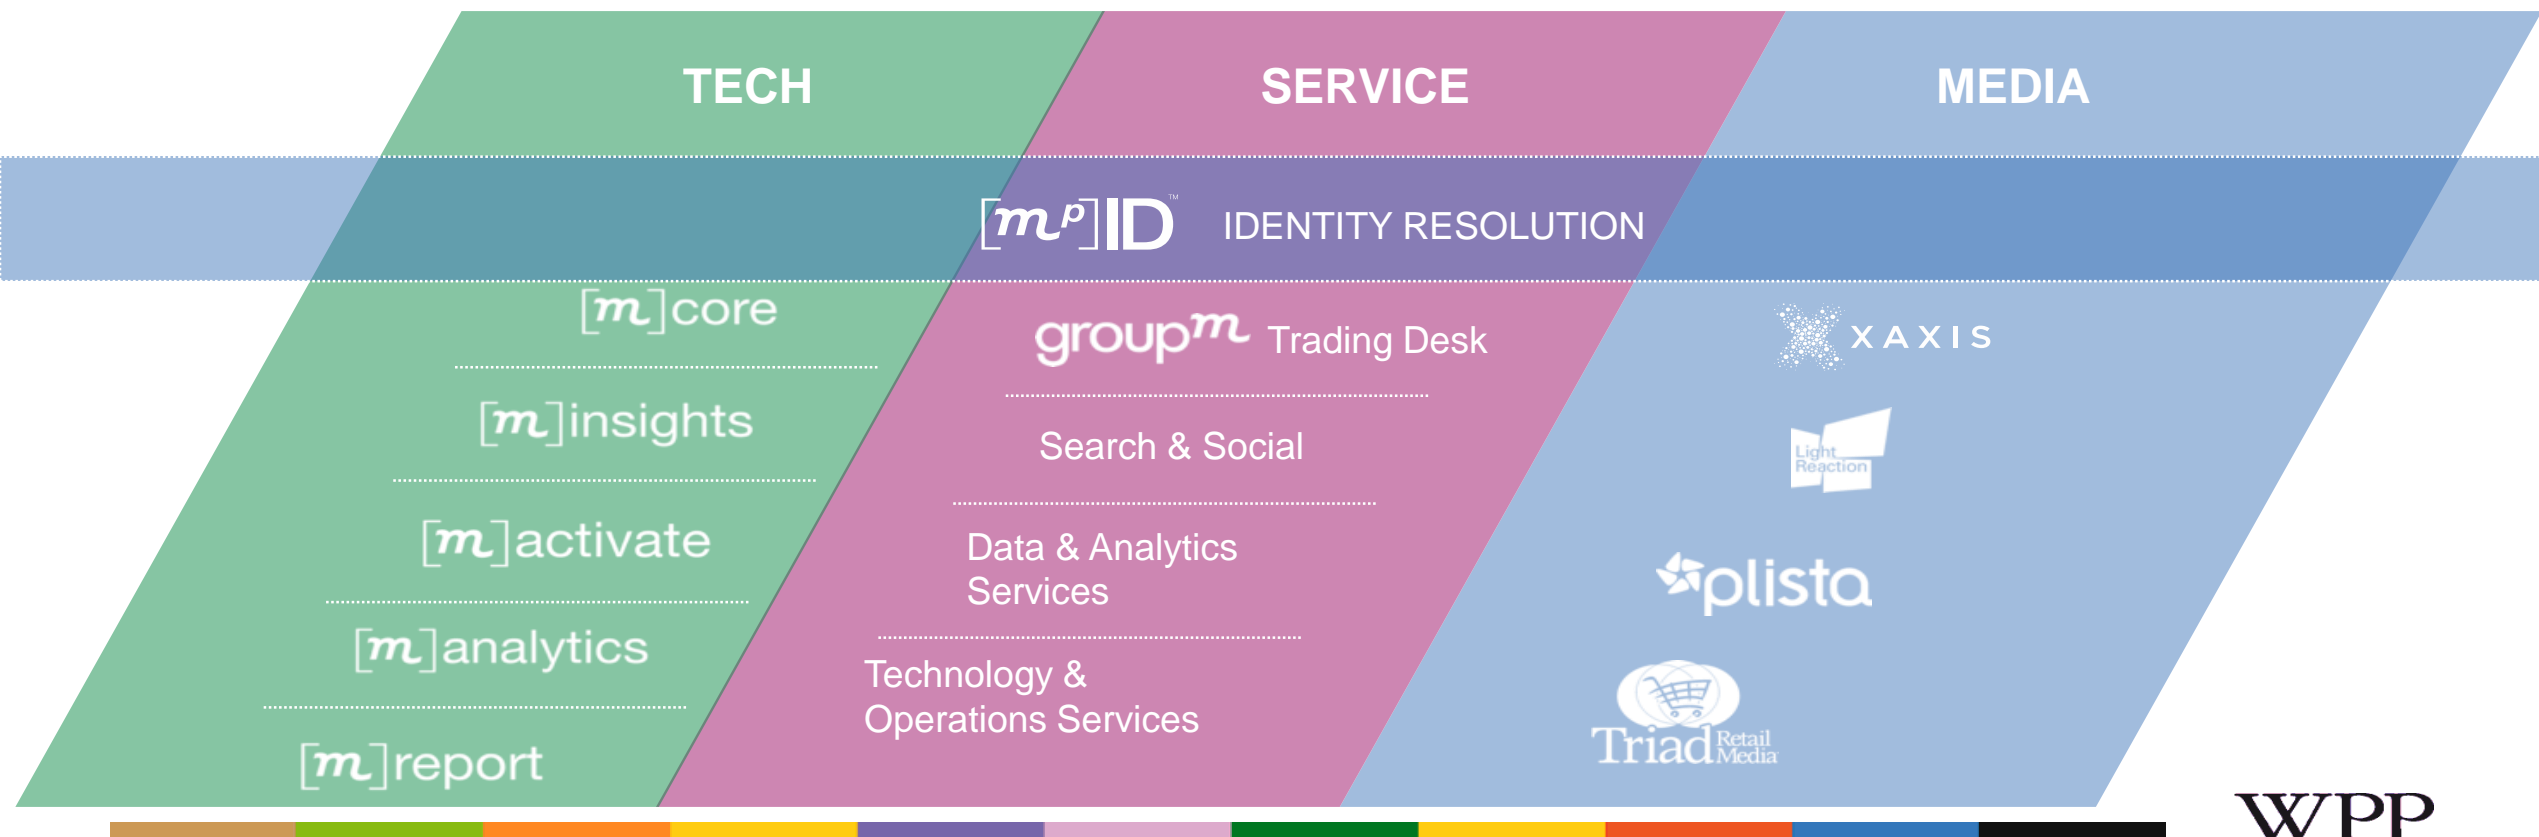 TECH
SERVICE
MEDIA
[mp]ID™ IDENTITY RESOLUTION
[m]core
[m]insights
[m]activate
[m]analytics
[m]report
groupm Trading Desk
Search & Social
Data & Analytics
Services
Technology &
Operations Services
XAXIS
Light
Reaction
plista
Triad Retail
Media
WPP